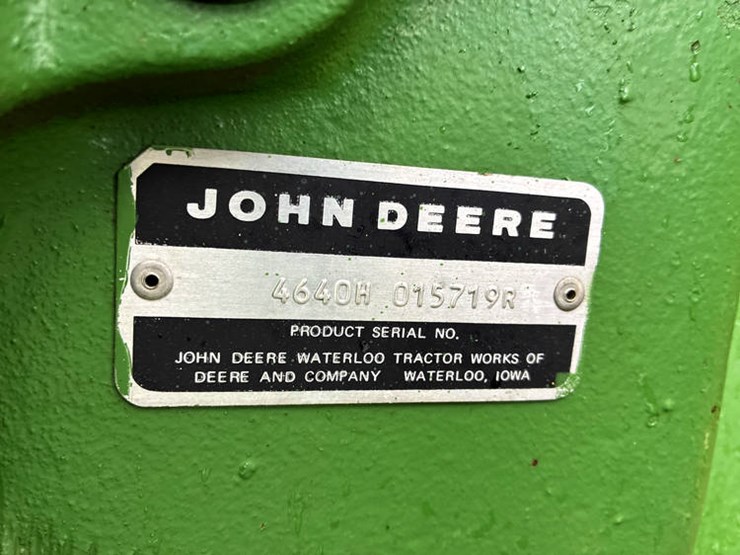 JOHN DEERE
4640H 015719R
PRODUCT SERIAL NO.
JOHN DEERE WATERLOO TRACTOR WORKS OF
DEERE AND COMPANY WATERLOO, IOWA